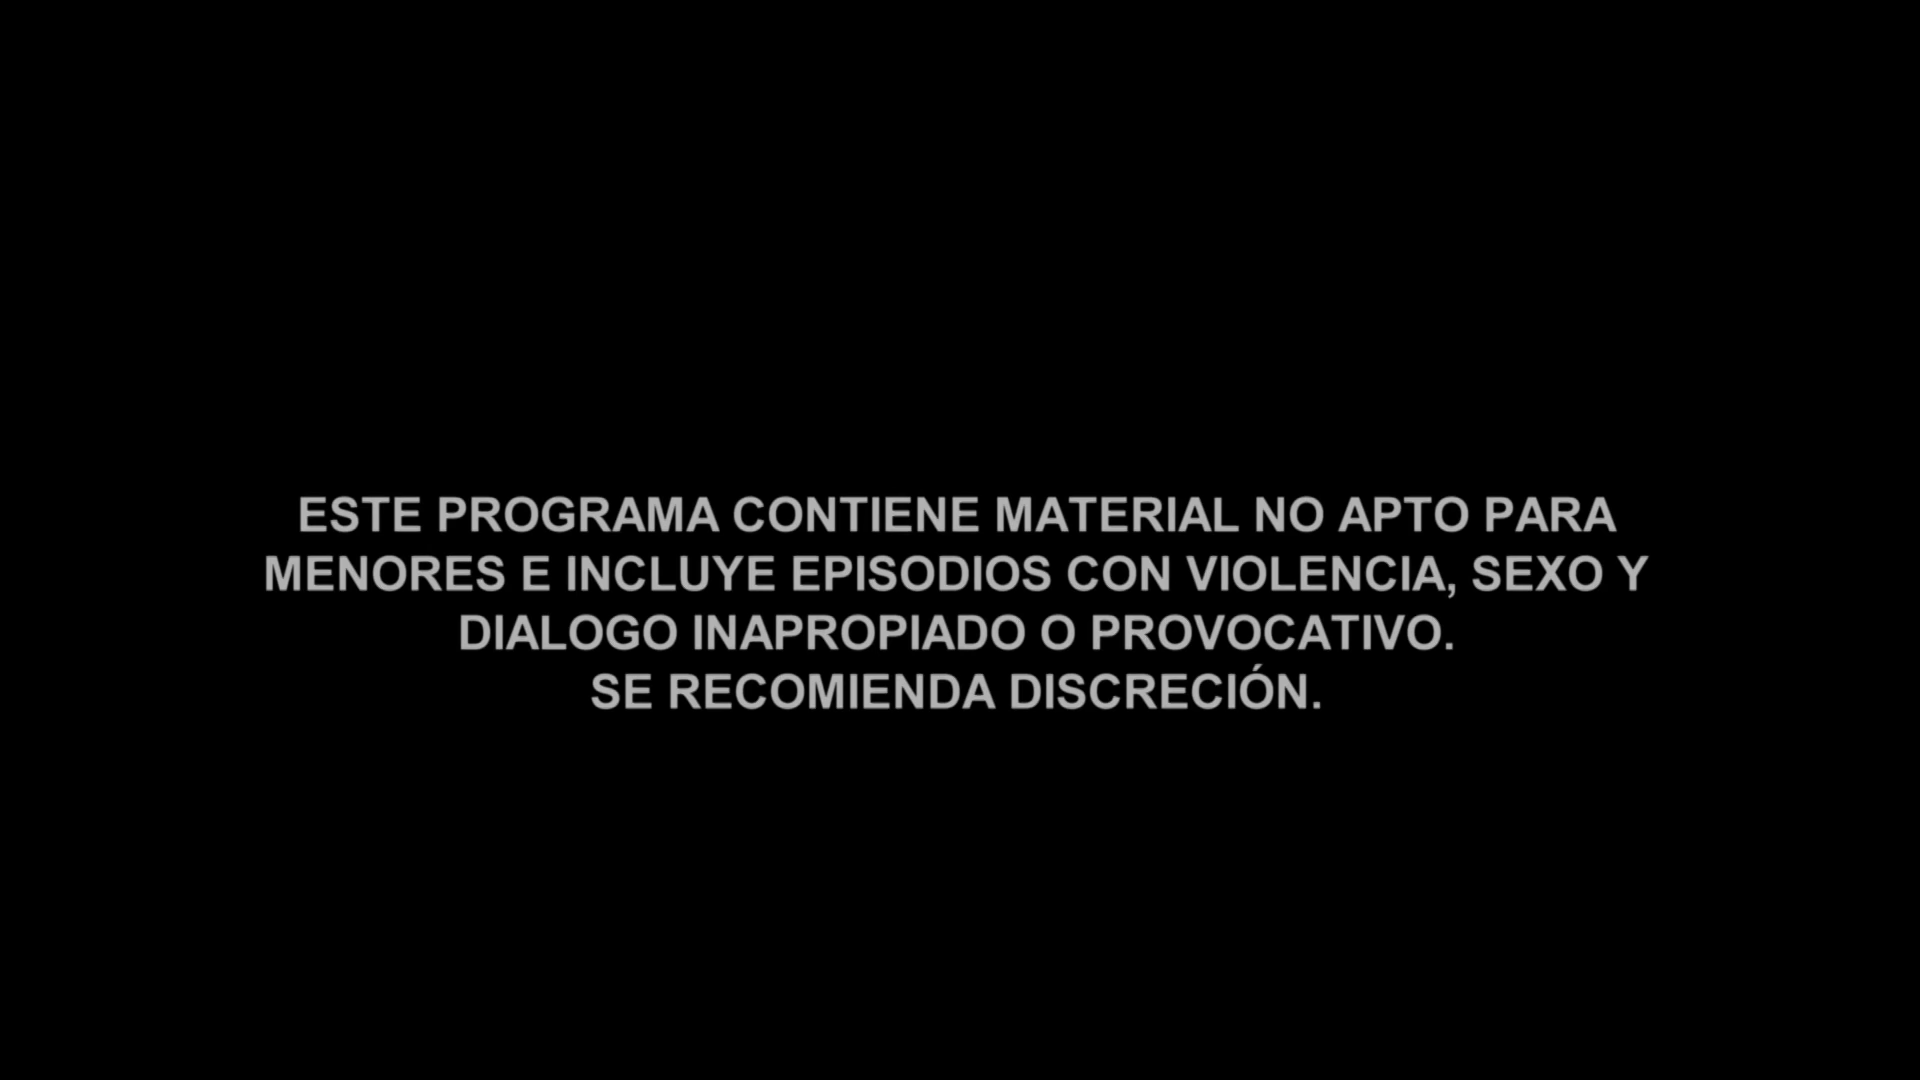 ESTE PROGRAMA CONTIENE MATERIAL NO APTO PARA
MENORES E INCLUYE EPISODIOS CON VIOLENCIA, SEXO Y
DIALOGO INAPROPIADO O PROVOCATIVO.
SE RECOMIENDA DISCRECIÓN.